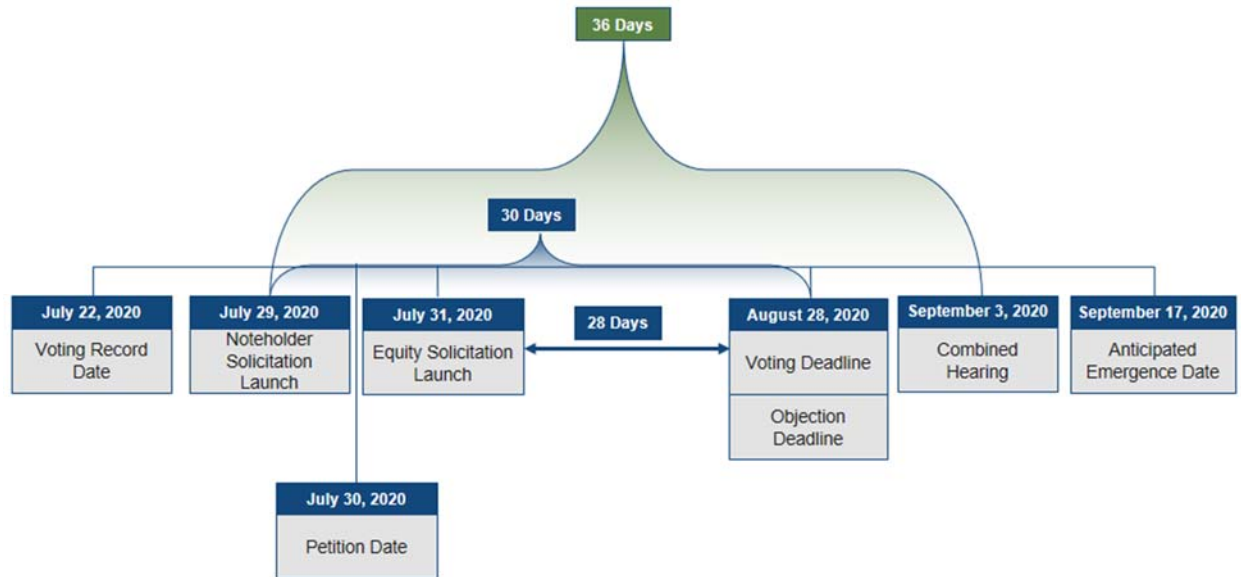 36 Days
30 Days
July 22, 2020
Voting Record
Date
July 29, 2020
Noteholder
Solicitation
Launch
July 31, 2020
Equity Solicitation
Launch
28 Days
August 28, 2020
Voting Deadline
Objection
Deadline
September 3, 2020
Combined
Hearing
September 17, 2020
Anticipated
Emergence Date
July 30, 2020
Petition Date